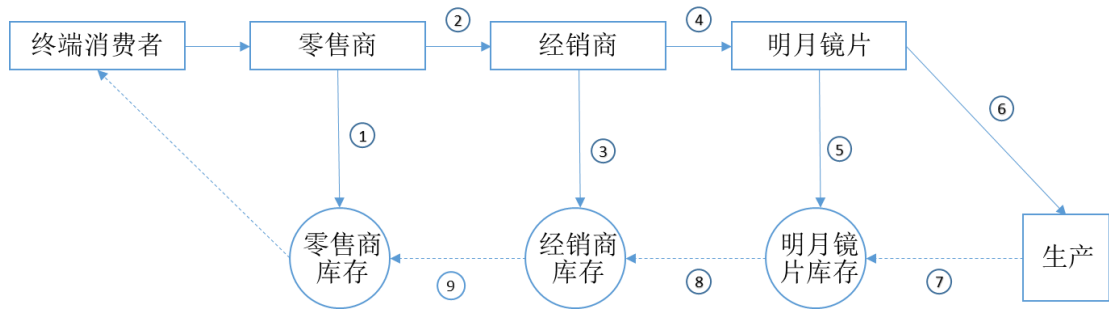 ② ④
终端消费者 零售商 经销商 明月镜片
⑥
① ③ ⑤
零售商
库存
经销商
库存
明月镜
片库存
生产
⑨ ⑧ ⑦